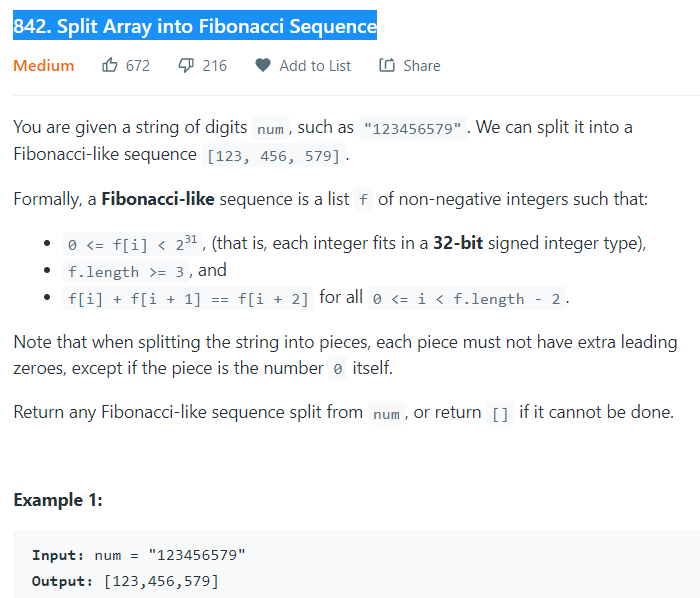 842. Split Array into Fibonacci Sequence
Medium 672 216 Add to List Share
You are given a string of digits num , such as "123456579" . We can split it into a
Fibonacci-like sequence [123, 456, 579] .
Formally, a Fibonacci-like sequence is a list f of non-negative integers such that:
• 0 <= f[i] < 2³¹ , (that is, each integer fits in a 32-bit signed integer type),
• f.length >= 3 , and
• f[i] + f[i + 1] == f[i + 2] for all 0 <= i < f.length - 2 .
Note that when splitting the string into pieces, each piece must not have extra leading
zeroes, except if the piece is the number 0 itself.
Return any Fibonacci-like sequence split from num , or return [] if it cannot be done.
Example 1:
Input: num = "123456579"
Output: [123,456,579]